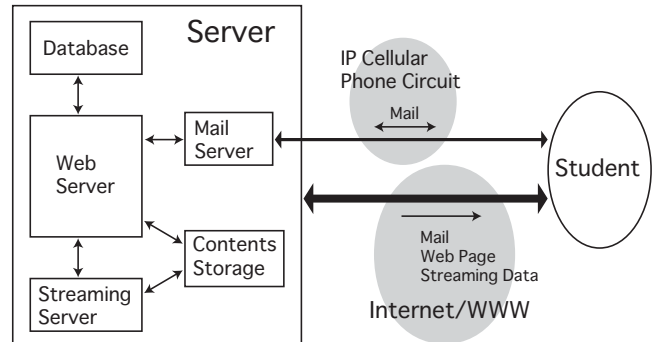 Server
Database
Web
Server
Mail
Server
Contents
Storage
Streaming
Server
IP Cellular
Phone Circuit
Mail
Mail
Web Page
Streaming Data
Internet/WWW
Student